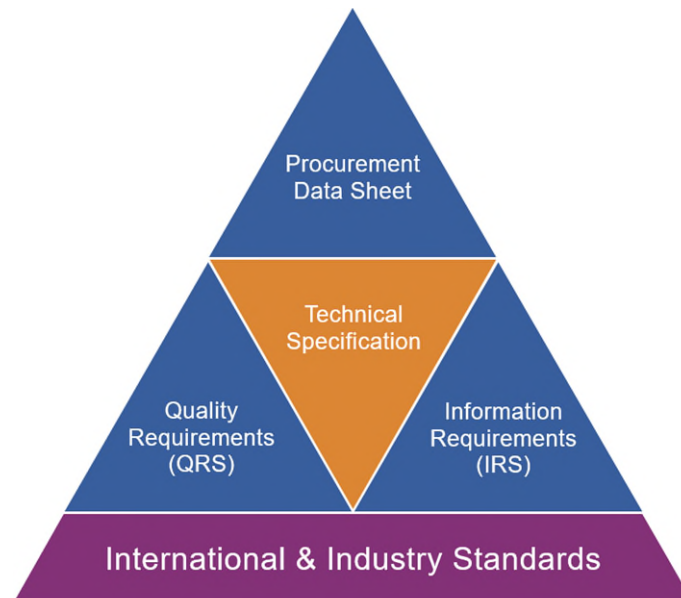 Procurement
Data Sheet
Technical
Specification
Quality
Requirements
(QRS)
Information
Requirements
(IRS)
International & Industry Standards